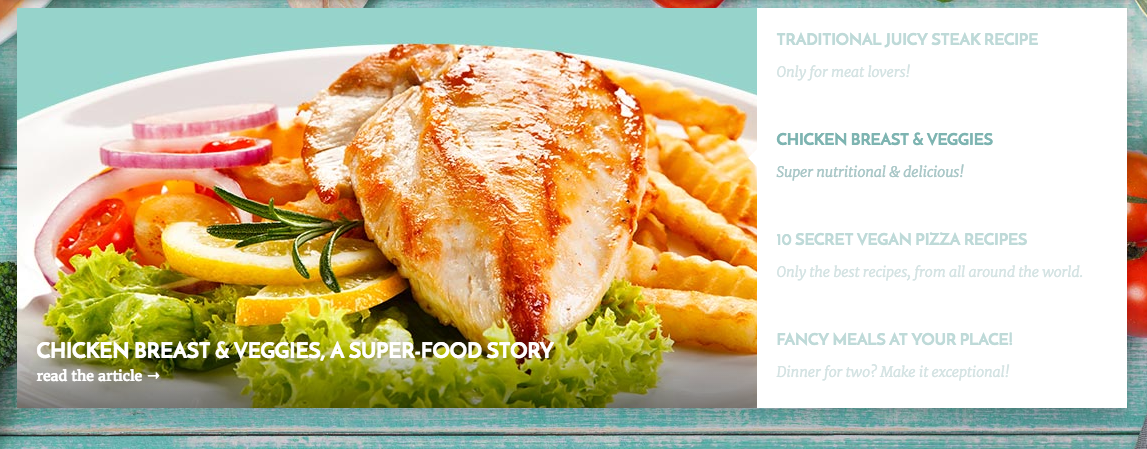 TRADITIONAL JUICY STEAK RECIPE
Only for meat lovers!
CHICKEN BREAST & VEGGIES
Super nutritional & delicious!
10 SECRET VEGAN PIZZA RECIPES
Only the best recipes, from all around the world.
FANCY MEALS AT YOUR PLACE!
Dinner for two? Make it exceptional!
CHICKEN BREAST & VEGGIES, A SUPER-FOOD STORY
read the article →